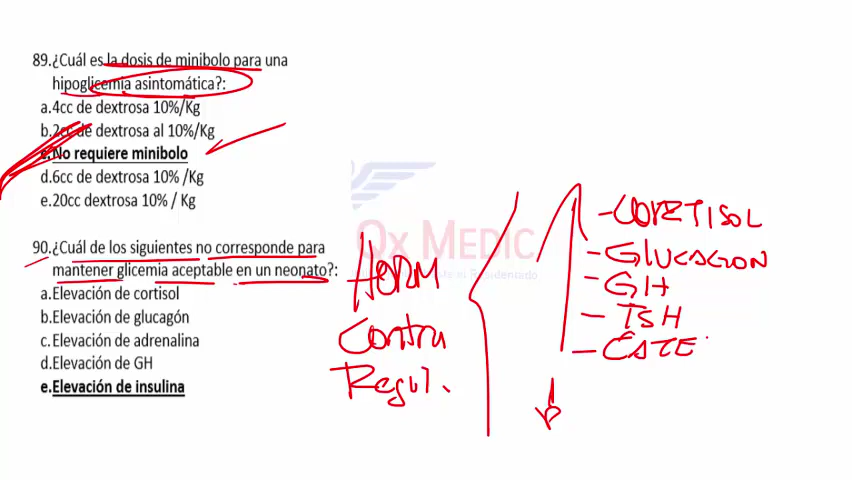 89.¿Cuál es la dosis de minibolo para una
hipoglicemia asintomática?:
a.4cc de dextrosa 10%/Kg
b.2cc de dextrosa al 10%/Kg
c.No requiere minibolo
d.6cc de dextrosa 10% /Kg
e.20cc dextrosa 10% / Kg
90.¿Cuál de los siguientes no corresponde para
mantener glicemia aceptable en un neonato?:
a.Elevación de cortisol
b.Elevación de glucagón
c.Elevación de adrenalina
d.Elevación de GH
e.Elevación de insulina
Qx MEDIC
HORM
Contra
Regul.
- CORTISOL
- GLUCAGON
- GH
- TSH
- CATE